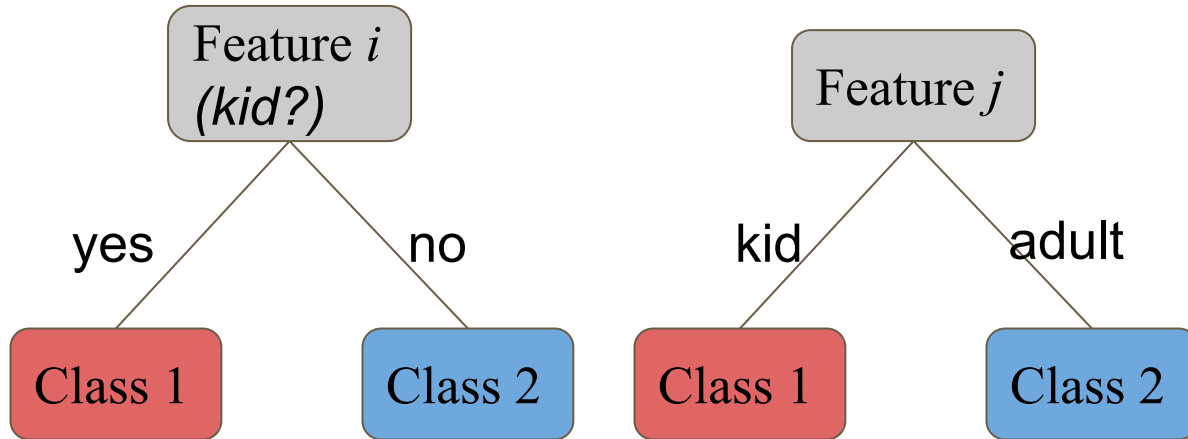 Feature i
(kid?)
yes
no
Class 1
Class 2
Feature j
kid
adult
Class 1
Class 2